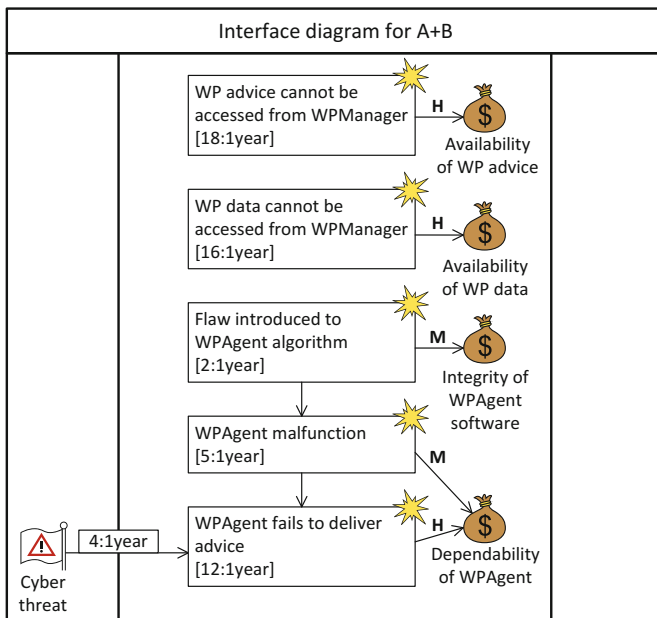 Interface diagram for A+B
WP advice cannot be
accessed from WPManager
[18:1year]
H
$
Availability
of WP advice
WP data cannot be
accessed from WPManager
[16:1year]
H
$
Availability
of WP data
Flaw introduced to
WPAgent algorithm
[2:1year]
M
$
Integrity of
WPAgent
software
WPAgent malfunction
[5:1year]
M
WPAgent fails to deliver
advice
[12:1year]
H
$
Dependability
of WPAgent
!
4:1year
Cyber
threat